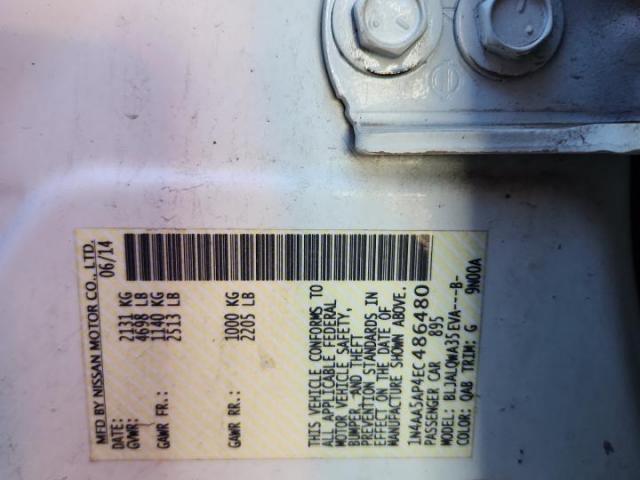 MFD BY NISSAN MOTOR CO., LTD.
DATE: 06/14
GVWR: 2131 KG
4698 LB
GAWR FR.: 1140 KG
2513 LB
GAWR RR.: 1000 KG
2205 LB
THIS VEHICLE CONFORMS TO
ALL APPLICABLE FEDERAL
MOTOR VEHICLE SAFETY,
BUMPER, AND THEFT
PREVENTION STANDARDS IN
EFFECT ON THE DATE OF
MANUFACTURE SHOWN ABOVE.
1N4AA5AP4EC486480
PASSENGER CAR 895
MODEL: BLJALQWA35EVA---B-
COLOR: QAB TRIM: G 9N00A